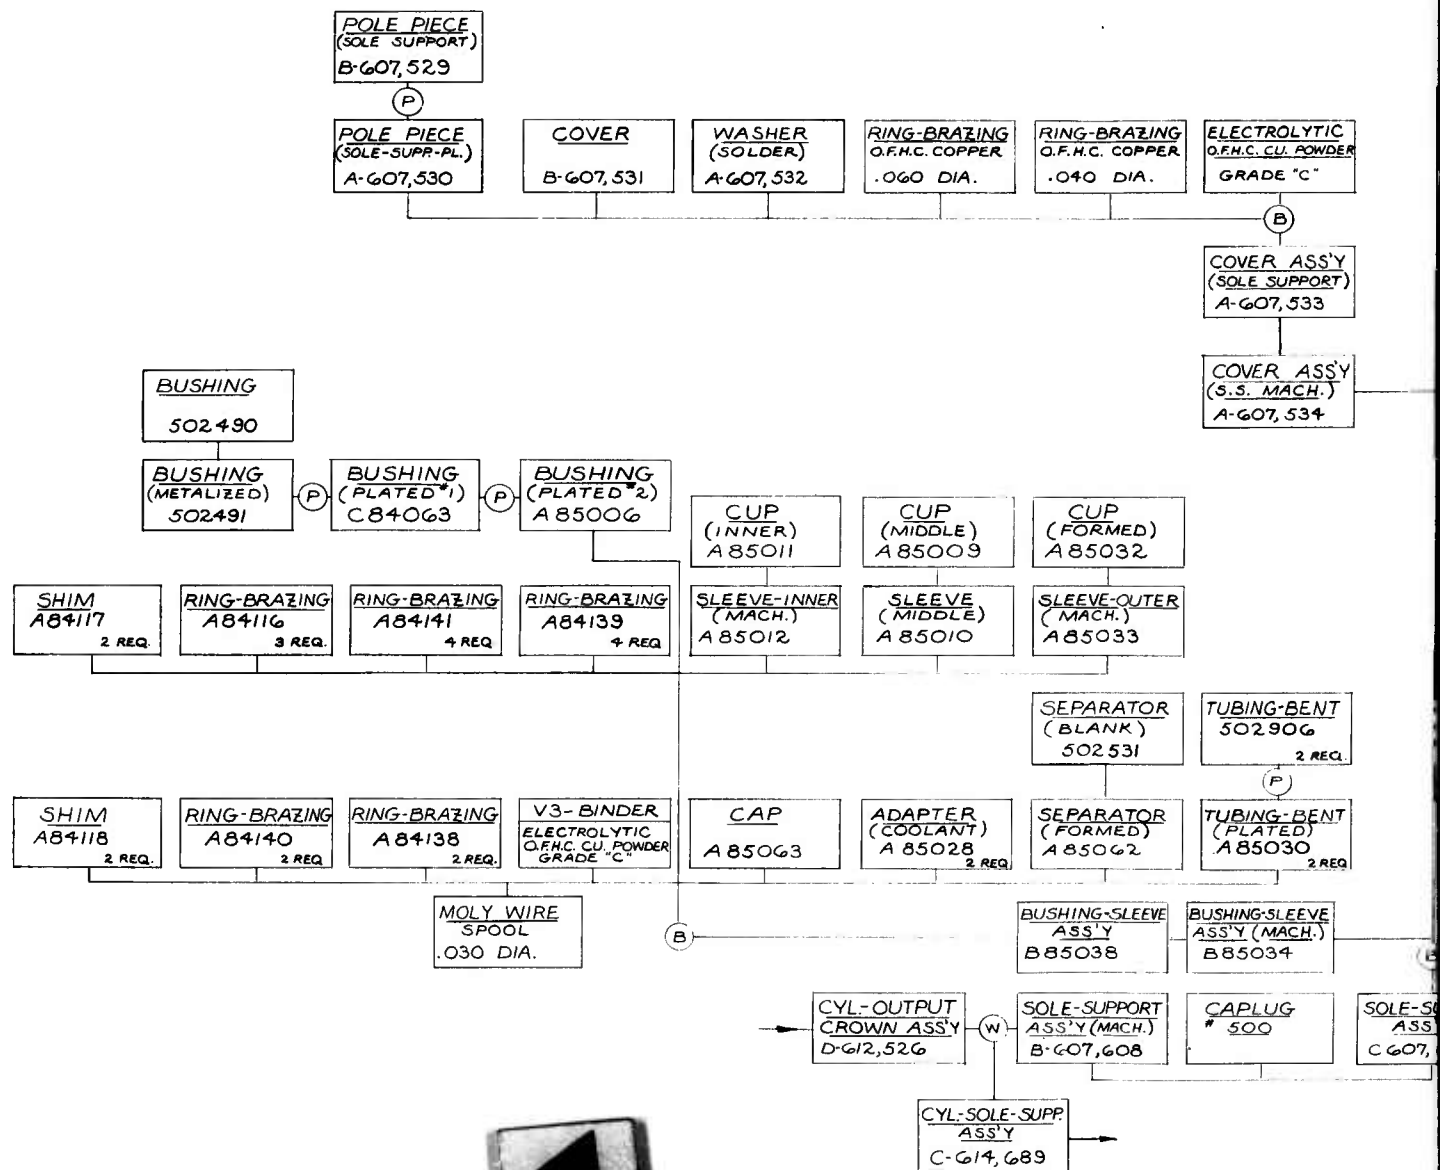 POLE PIECE
(SOLE SUPPORT)
B-607,529
P
POLE PIECE
(SOLE-SUPP.-PL.)
A-607,530
COVER
B-607,531
WASHER
(SOLDER)
A-607,532
RING-BRAZING
O.F.H.C. COPPER
.060 DIA.
RING-BRAZING
O.F.H.C. COPPER
.040 DIA.
ELECTROLYTIC
O.F.H.C. CU. POWDER
GRADE "C"
B
COVER ASS'Y
(SOLE SUPPORT)
A-607,533
COVER ASS'Y
(S.S. MACH.)
A-607,534
BUSHING
502490
BUSHING
(METALIZED)
502491
P
BUSHING
(PLATED #1)
C84063
P
BUSHING
(PLATED #2)
A85006
CUP
(INNER)
A85011
CUP
(MIDDLE)
A85009
CUP
(FORMED)
A85032
SHIM
A84117
2 REQ.
RING-BRAZING
A84116
3 REQ.
RING-BRAZING
A84141
4 REQ
RING-BRAZING
A84139
4 REQ
SLEEVE-INNER
(MACH.)
A85012
SLEEVE
(MIDDLE)
A85010
SLEEVE-OUTER
(MACH.)
A85033
SEPARATOR
(BLANK)
502531
TUBING-BENT
502906
2 REQ.
P
SHIM
A84118
2 REQ.
RING-BRAZING
A84140
2 REQ
RING-BRAZING
A84138
2 REQ.
V3-BINDER
ELECTROLYTIC
O.F.H.C. CU. POWDER
GRADE "C"
CAP
A85063
ADAPTER
(COOLANT)
A 85028
2 REQ
SEPARATOR
(FORMED)
A85062
TUBING-BENT
(PLATED)
A85030
2 REQ
MOLY WIRE
SPOOL
.030 DIA.
B
BUSHING-SLEEVE
ASS'Y
B85038
BUSHING-SLEEVE
ASS'Y (MACH.)
B85034
B
CYL.-OUTPUT
CROWN ASS'Y
D-612,526
W
SOLE-SUPPORT
ASS'Y (MACH.)
B-607,608
CAPLUG
# 500
SOLE-SU
ASS
C607,
CYL.-SOLE-SUPP.
ASS'Y
C-614,689